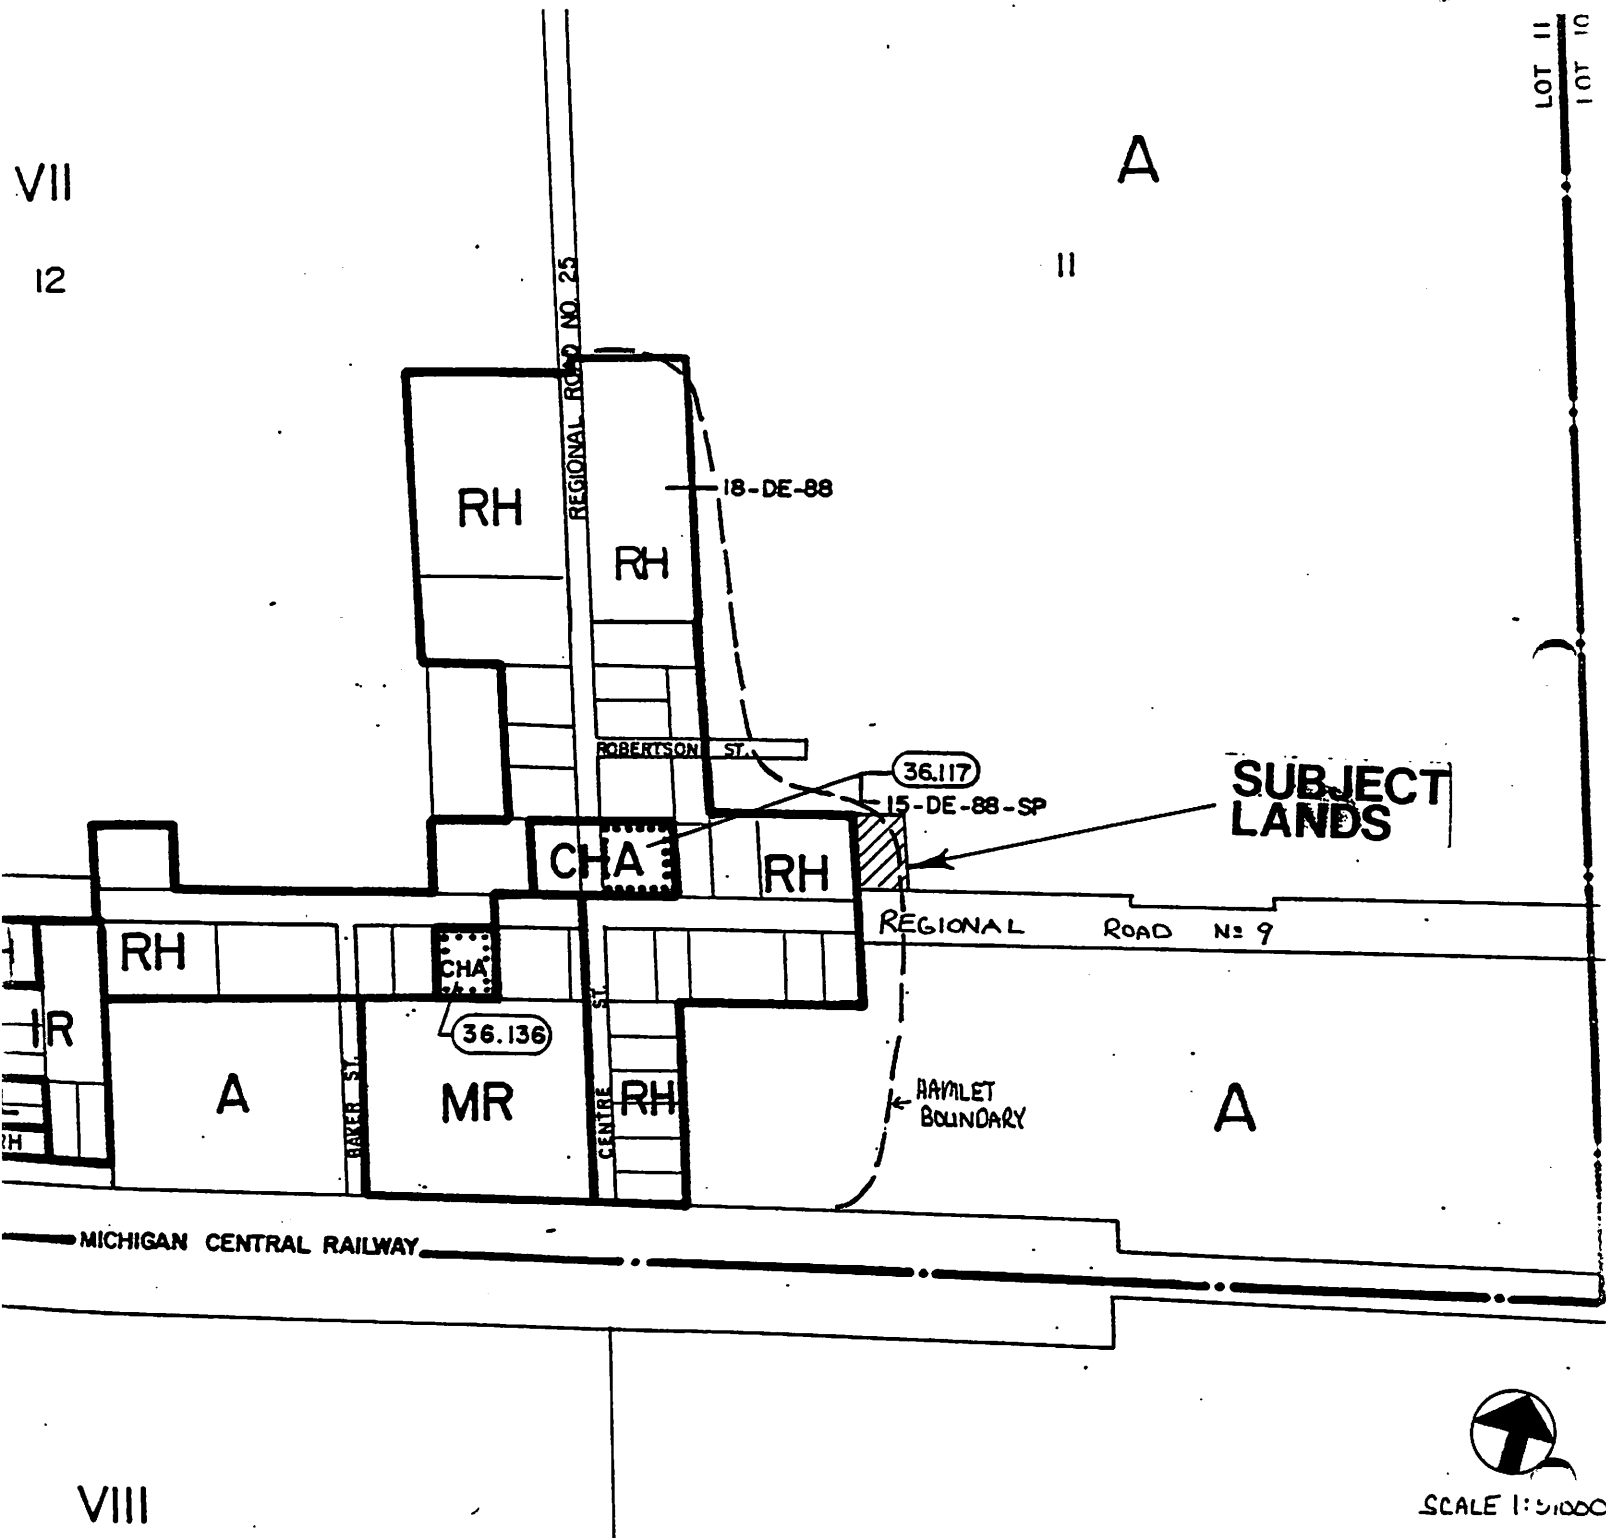 LOT 11
LOT 10
VII
A
12
11
REGIONAL ROAD NO. 25
RH
18-DE-88
RH
ROBERTSON ST.
36.117
15-DE-88-SP
SUBJECT
LANDS
CHA
RH
REGIONAL ROAD No 9
RH
CHA
ST.
IR
36.136
A
BAKER ST.
MR
CENTRE
RH
HAMLET
BOUNDARY
A
RH
MICHIGAN CENTRAL RAILWAY
VIII
SCALE